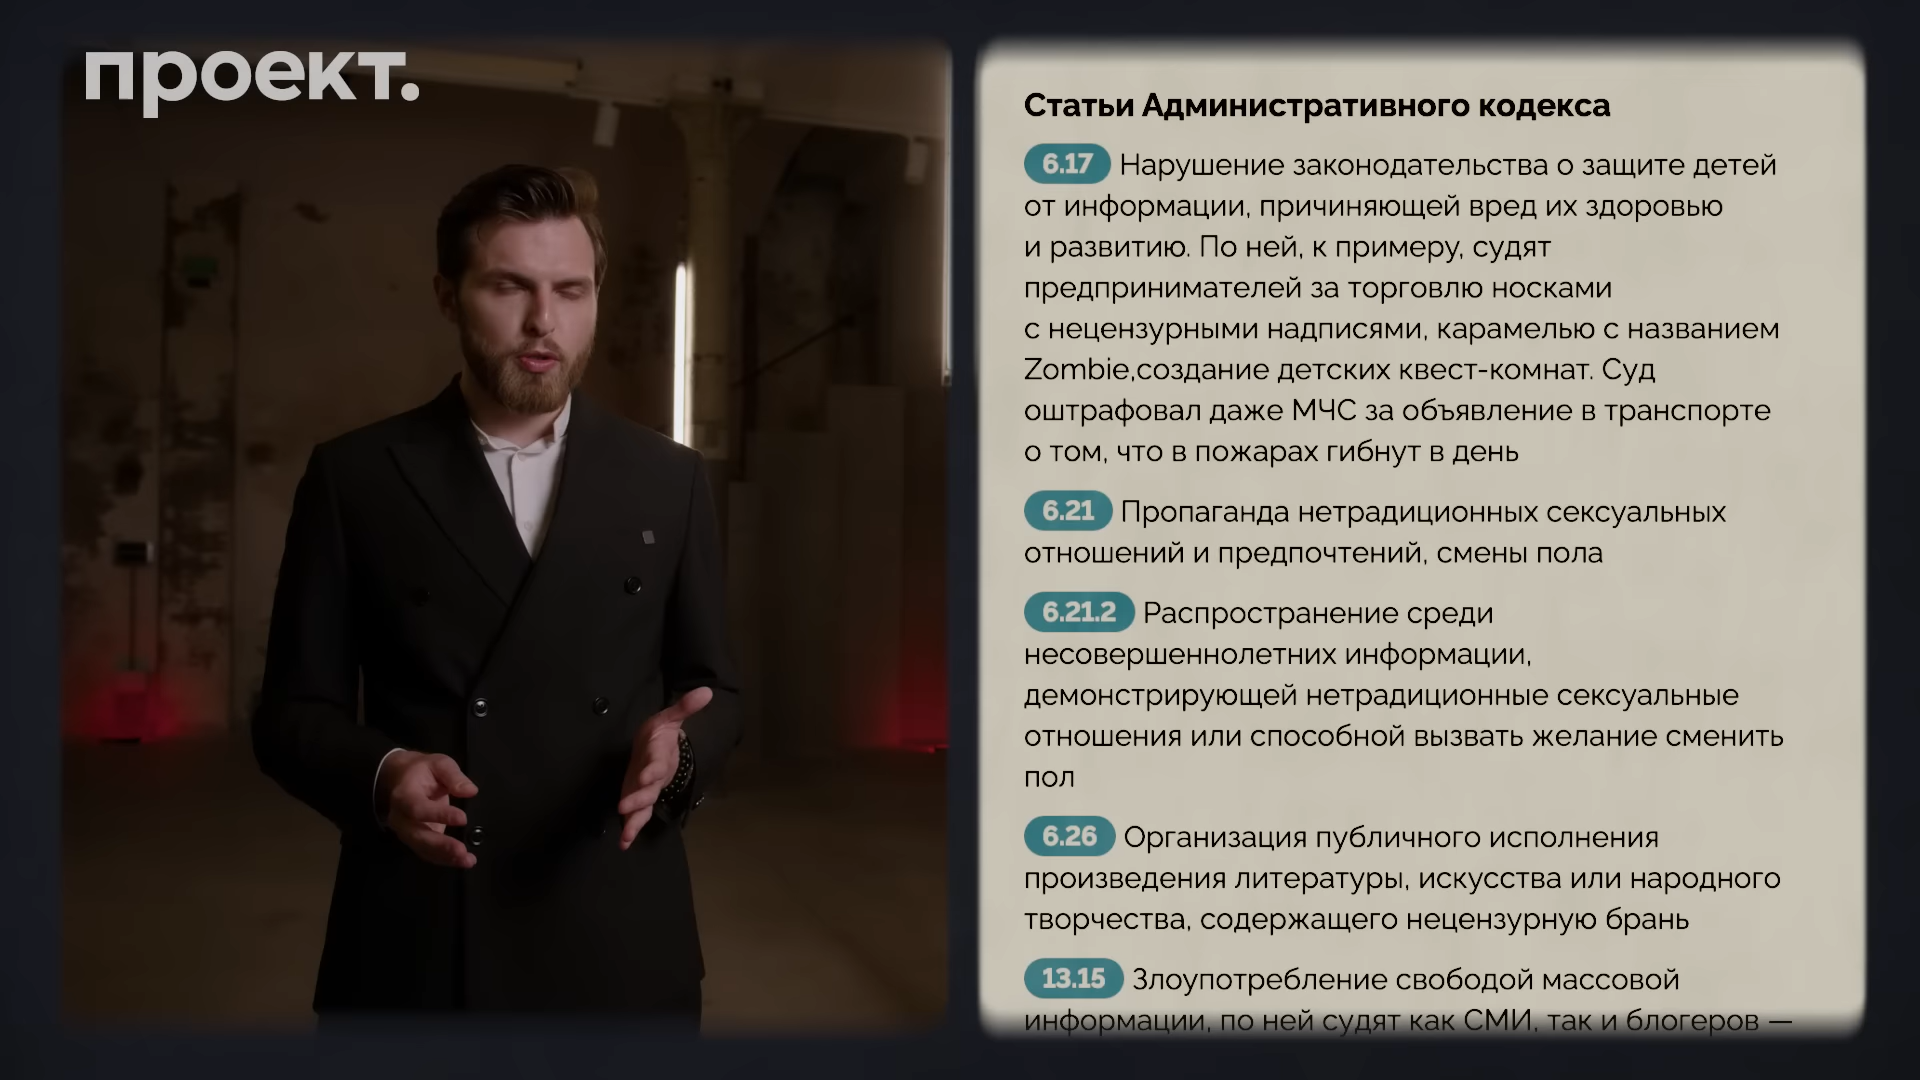 проект.
Статьи Административного кодекса
6.17 Нарушение законодательства о защите детей
от информации, причиняющей вред их здоровью
и развитию. По ней, к примеру, судят
предпринимателей за торговлю носками
с нецензурными надписями, карамелью с названием
Zombie,создание детских квест-комнат. Суд
оштрафовал даже МЧС за объявление в транспорте
о том, что в пожарах гибнут в день
6.21 Пропаганда нетрадиционных сексуальных
отношений и предпочтений, смены пола
6.21.2 Распространение среди
несовершеннолетних информации,
демонстрирующей нетрадиционные сексуальные
отношения или способной вызвать желание сменить
пол
6.26 Организация публичного исполнения
произведения литературы, искусства или народного
творчества, содержащего нецензурную брань
13.15 Злоупотребление свободой массовой
информации, по ней судят как СМИ, так и блогеров —